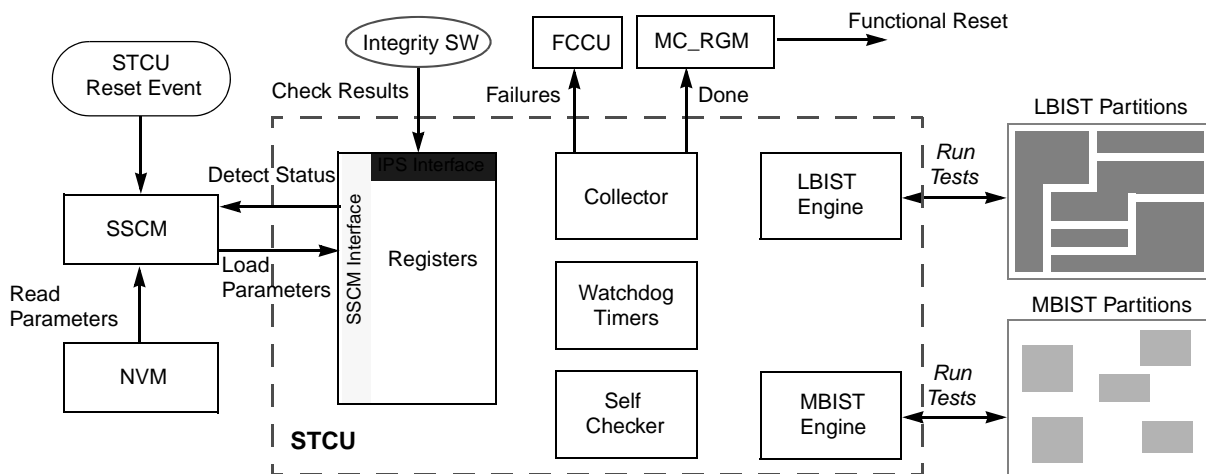 Functional Reset
STCU
Reset Event
Integrity SW
FCCU
MC_RGM
Check Results
Failures
Done
LBIST Partitions
IPS Interface
Detect Status
SSCM
SSCM Interface
Registers
Collector
LBIST
Engine
Run
Tests
Load
Parameters
Read
Parameters
NVM
Watchdog
Timers
MBIST Partitions
Self
Checker
MBIST
Engine
Run
Tests
STCU